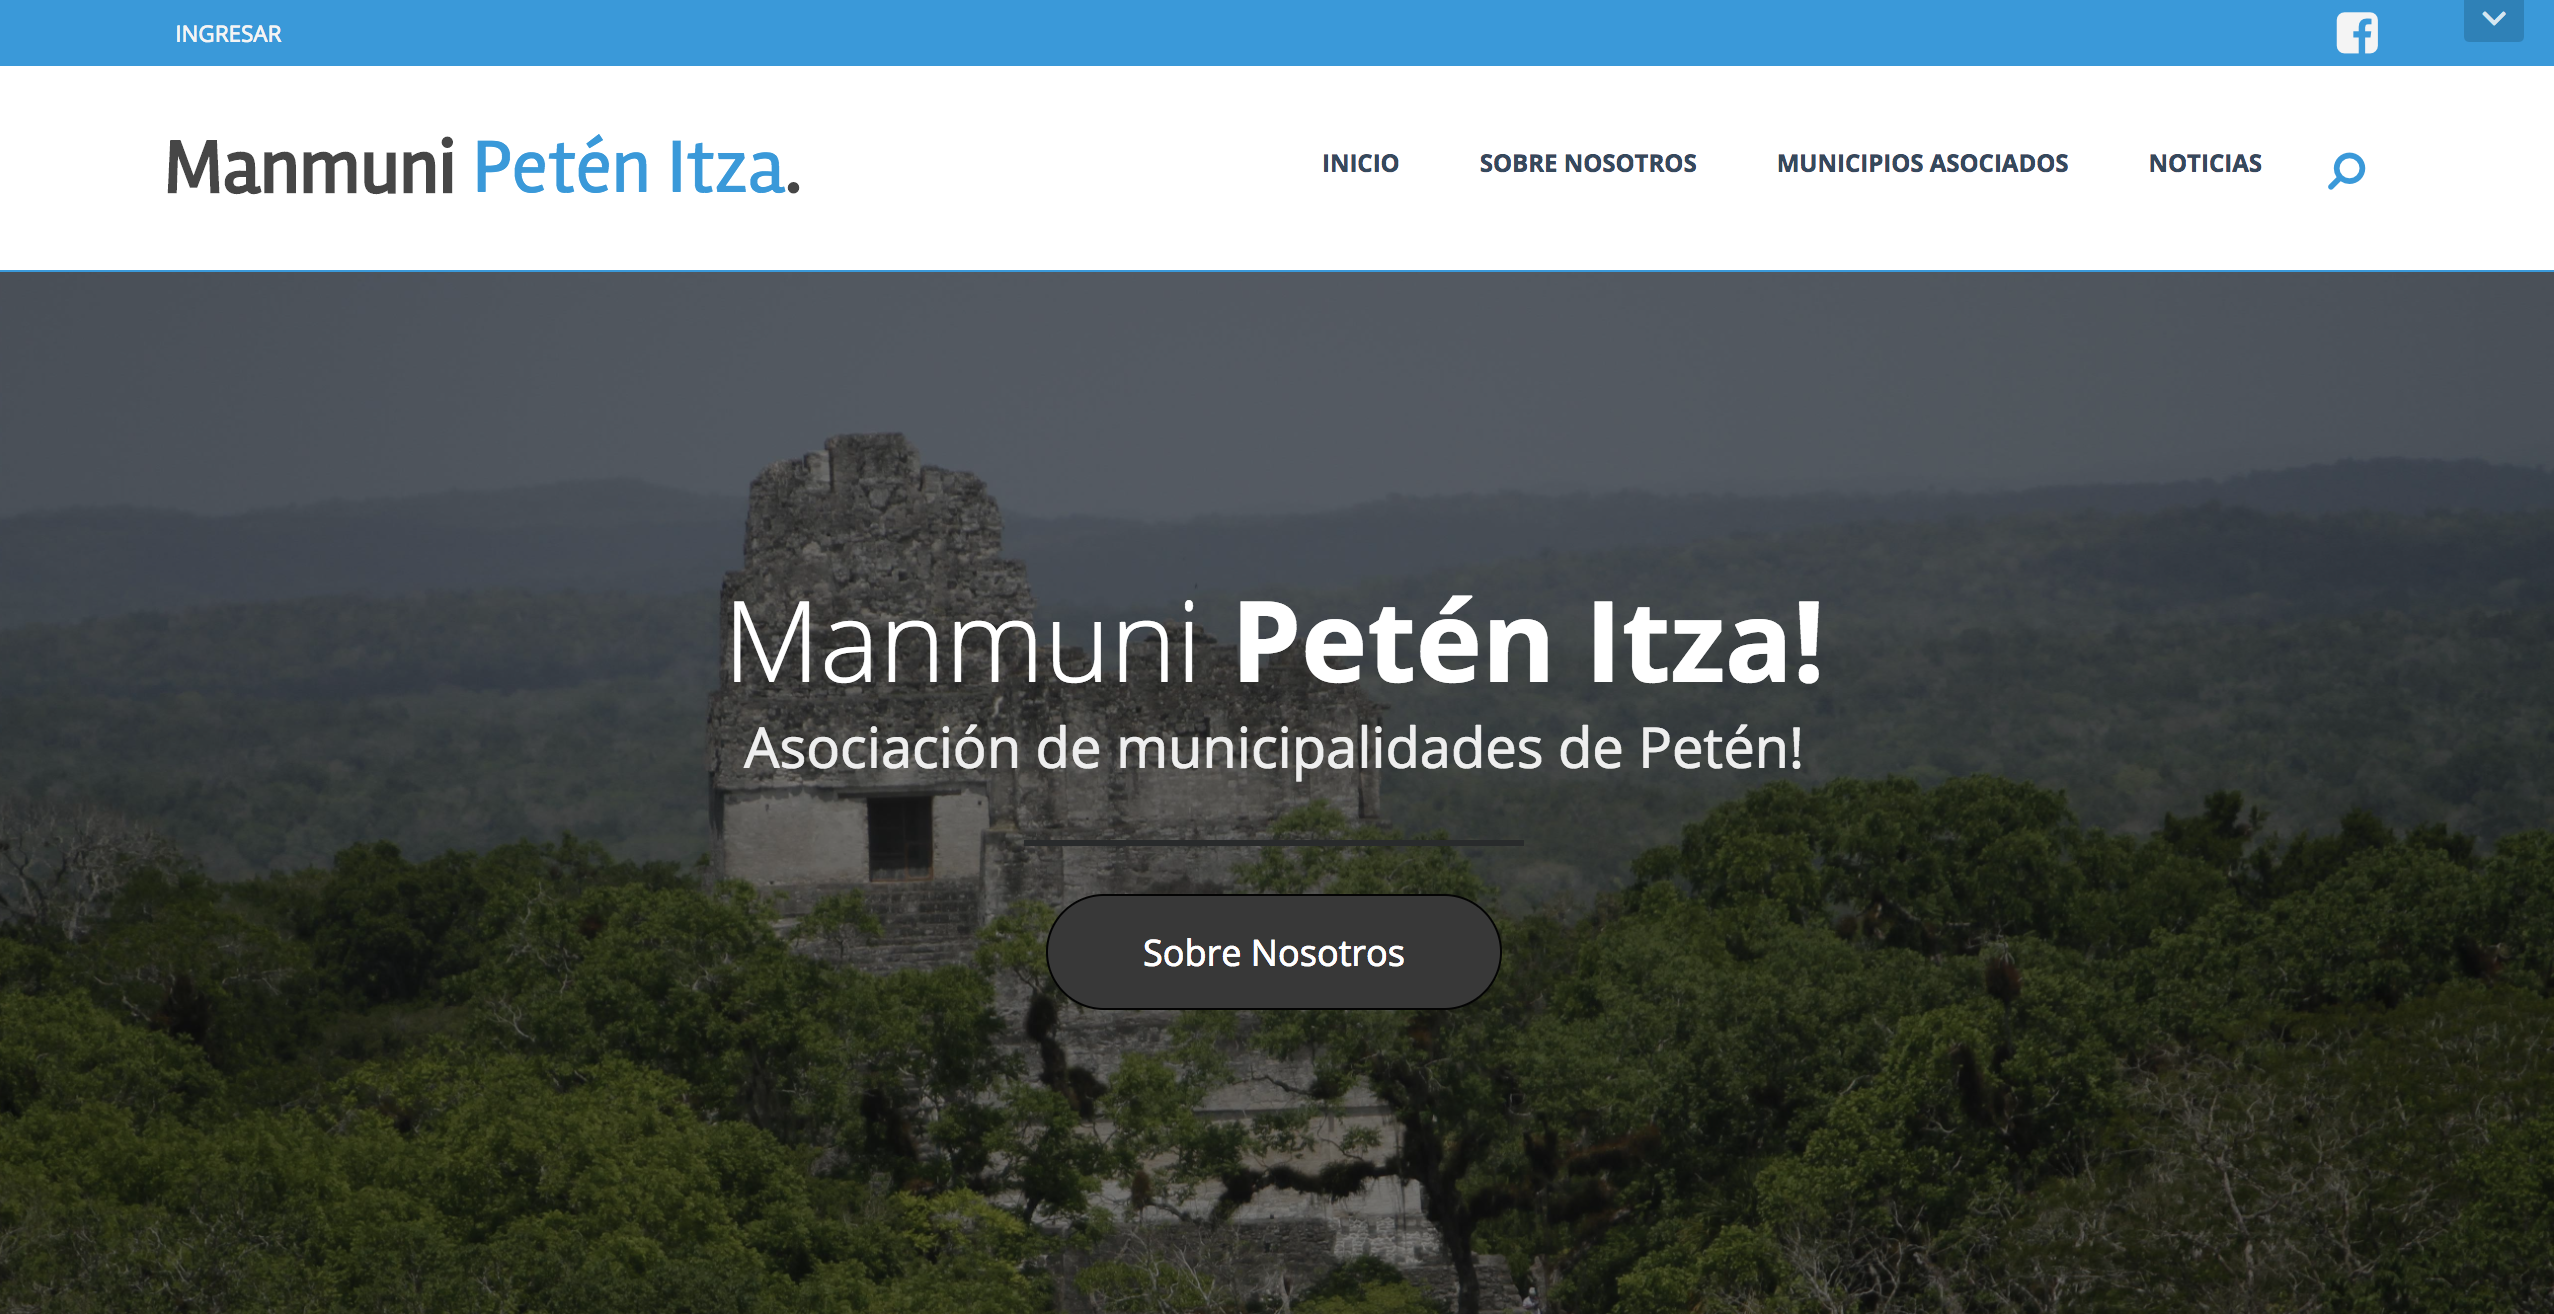 INGRESAR
Manmuni Petén Itza.
INICIO SOBRE NOSOTROS MUNICIPIOS ASOCIADOS NOTICIAS
Manmuni Petén Itza!
Asociación de municipalidades de Petén!
Sobre Nosotros